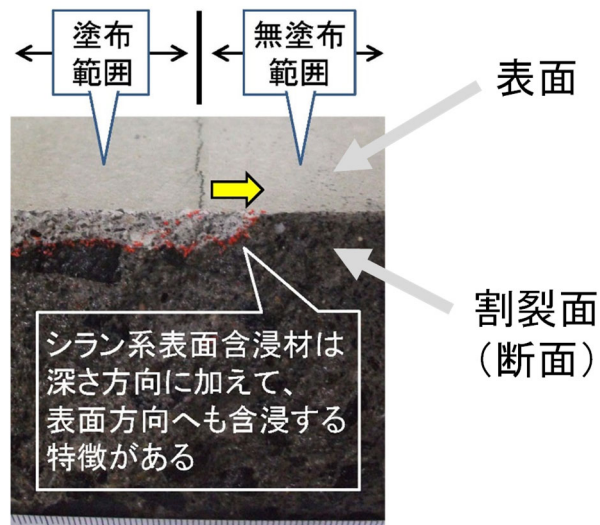 塗布
範囲
無塗布
範囲
表面
割裂面
（断面）
シラン系表面含浸材は
深さ方向に加えて、
表面方向へも含浸する
特徴がある